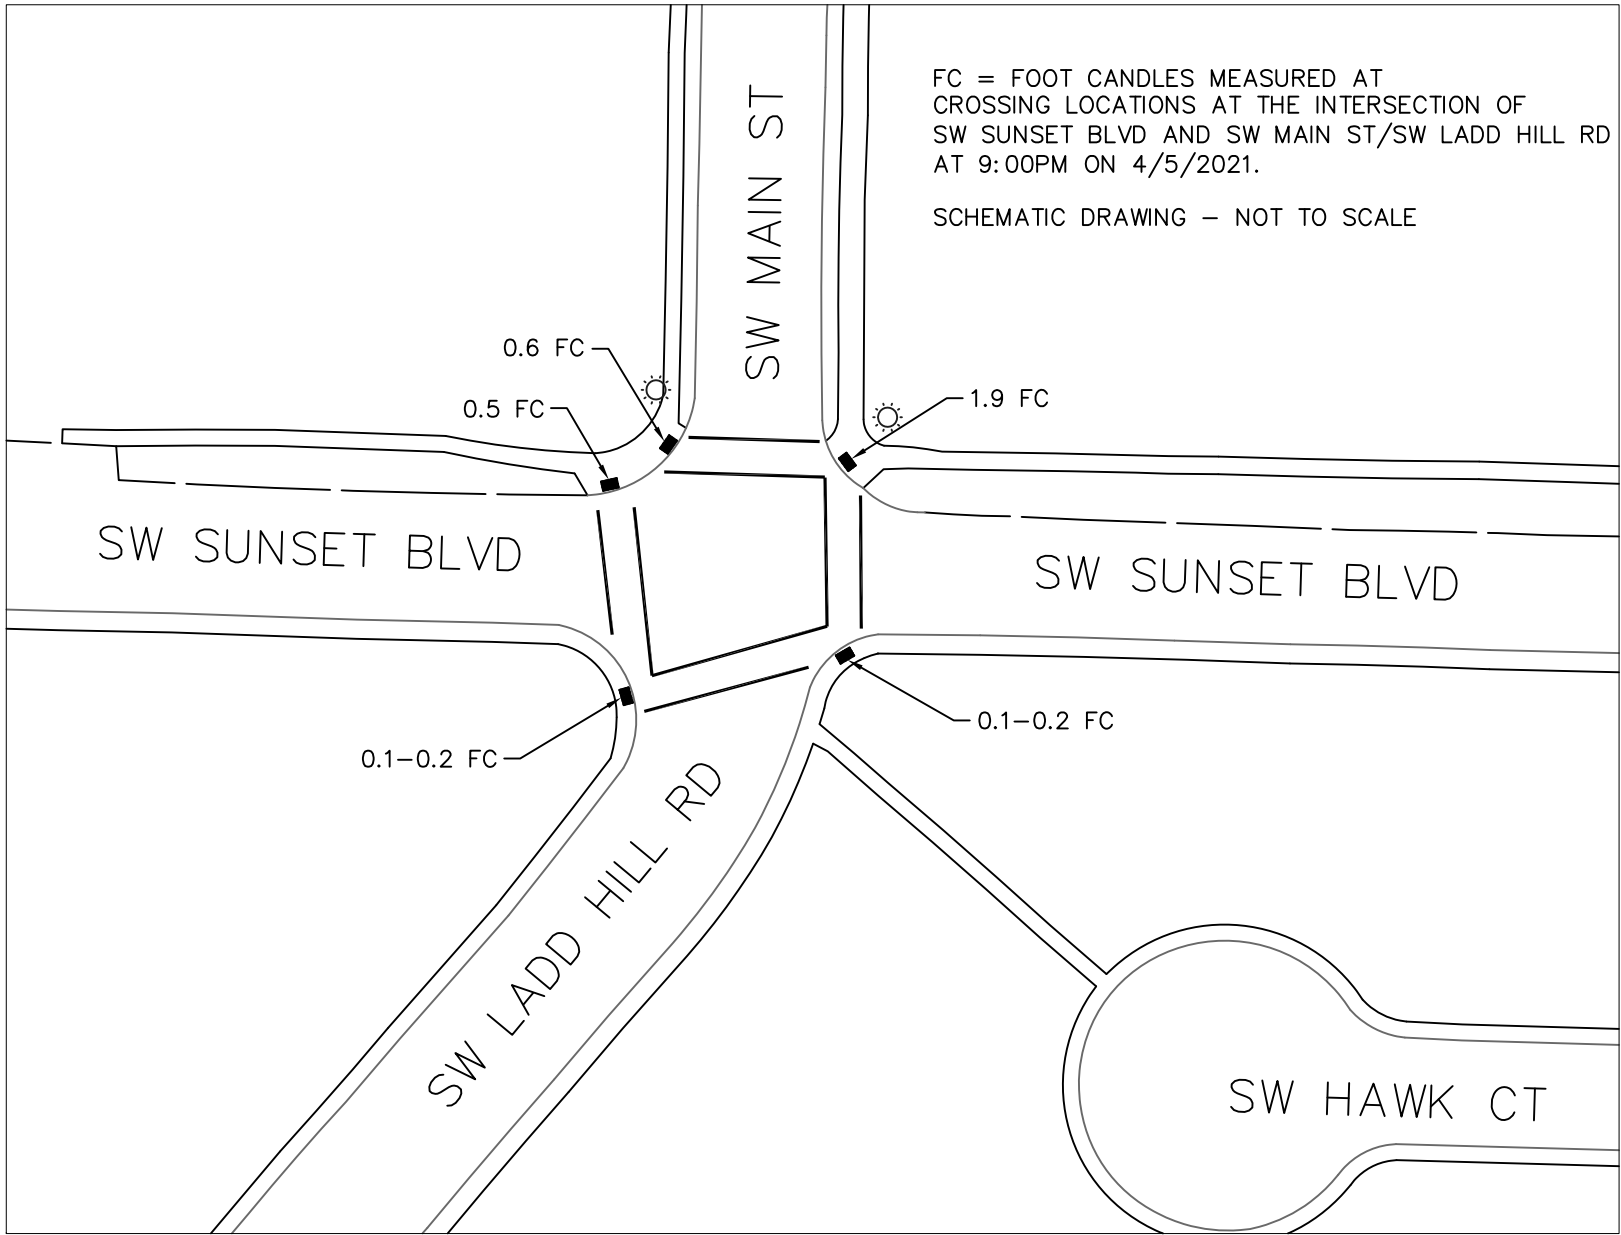 FC = FOOT CANDLES MEASURED AT
CROSSING LOCATIONS AT THE INTERSECTION OF
SW SUNSET BLVD AND SW MAIN ST/SW LADD HILL RD
AT 9:00PM ON 4/5/2021.
SCHEMATIC DRAWING – NOT TO SCALE
SW MAIN ST
0.6 FC
0.5 FC
1.9 FC
SW SUNSET BLVD
SW SUNSET BLVD
0.1–0.2 FC
0.1–0.2 FC
SW LADD HILL RD
SW HAWK CT